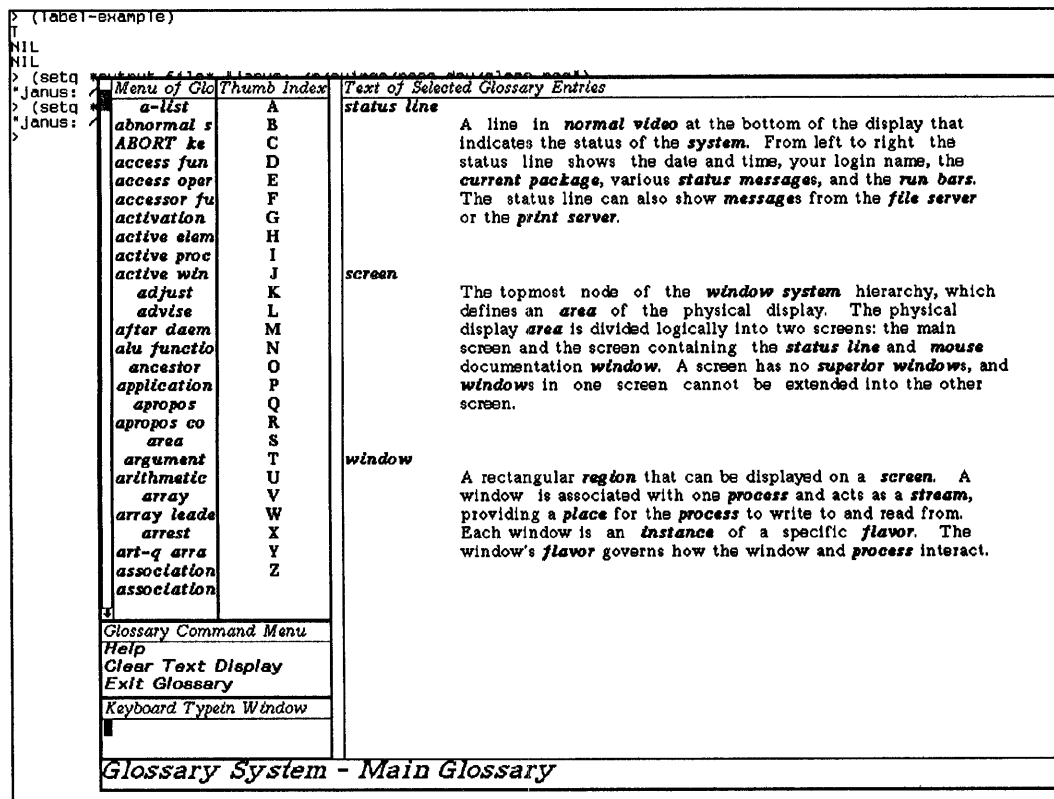 > (label-example)
T
NIL
NIL
> (setq
"janus:
> (setq *
"janus:
>
Menu of Glo
a-list
abnormal s
ABORT ke
access fun
access oper
accessor fu
activation
active elem
active proc
active win
adjust
advise
after daem
alu functio
ancestor
application
apropos
apropos co
area
argument
arithmetic
array
array leade
arrest
art-q arra
association
association
Thumb Index
A
B
C
D
E
F
G
H
I
J
K
L
M
N
O
P
Q
R
S
T
U
V
W
X
Y
Z
Text of Selected Glossary Entries
status line
A line in normal video at the bottom of the display that
indicates the status of the system. From left to right the
status line shows the date and time, your login name, the
current package, various status messages, and the run bars.
The status line can also show messages from the file server
or the print server.
screen
The topmost node of the window system hierarchy, which
defines an area of the physical display. The physical
display area is divided logically into two screens: the main
screen and the screen containing the status line and mouse
documentation window. A screen has no superior windows, and
windows in one screen cannot be extended into the other
screen.
window
A rectangular region that can be displayed on a screen. A
window is associated with one process and acts as a stream,
providing a place for the process to write to and read from.
Each window is an instance of a specific flavor. The
window's flavor governs how the window and process interact.
Glossary Command Menu
Help
Clear Text Display
Exit Glossary
Keyboard Typein Window
Glossary System - Main Glossary